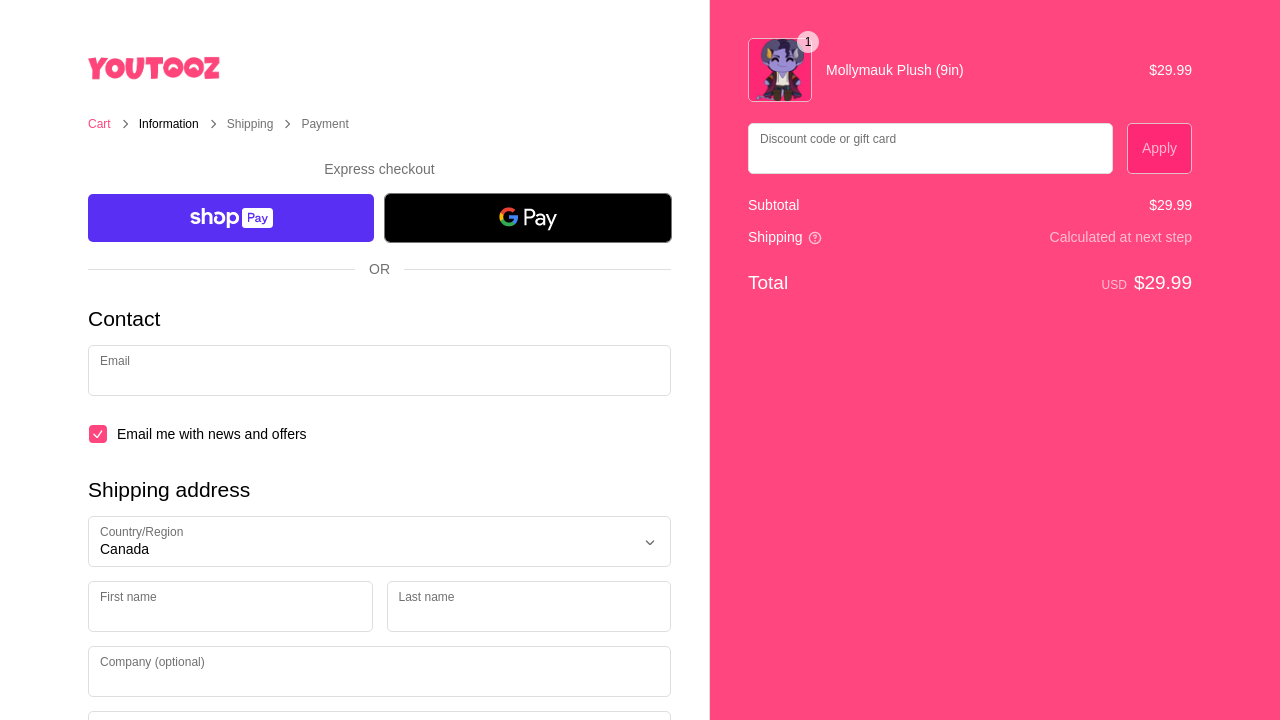 YOUTOOZ
Cart > Information > Shipping > Payment
Express checkout
shop Pay
G Pay
OR
Contact
Email
Email me with news and offers
Shipping address
Country/Region
Canada
First name
Last name
Company (optional)
1
Mollymauk Plush (9in) $29.99
Discount code or gift card
Apply
Subtotal $29.99
Shipping Calculated at next step
Total USD $29.99